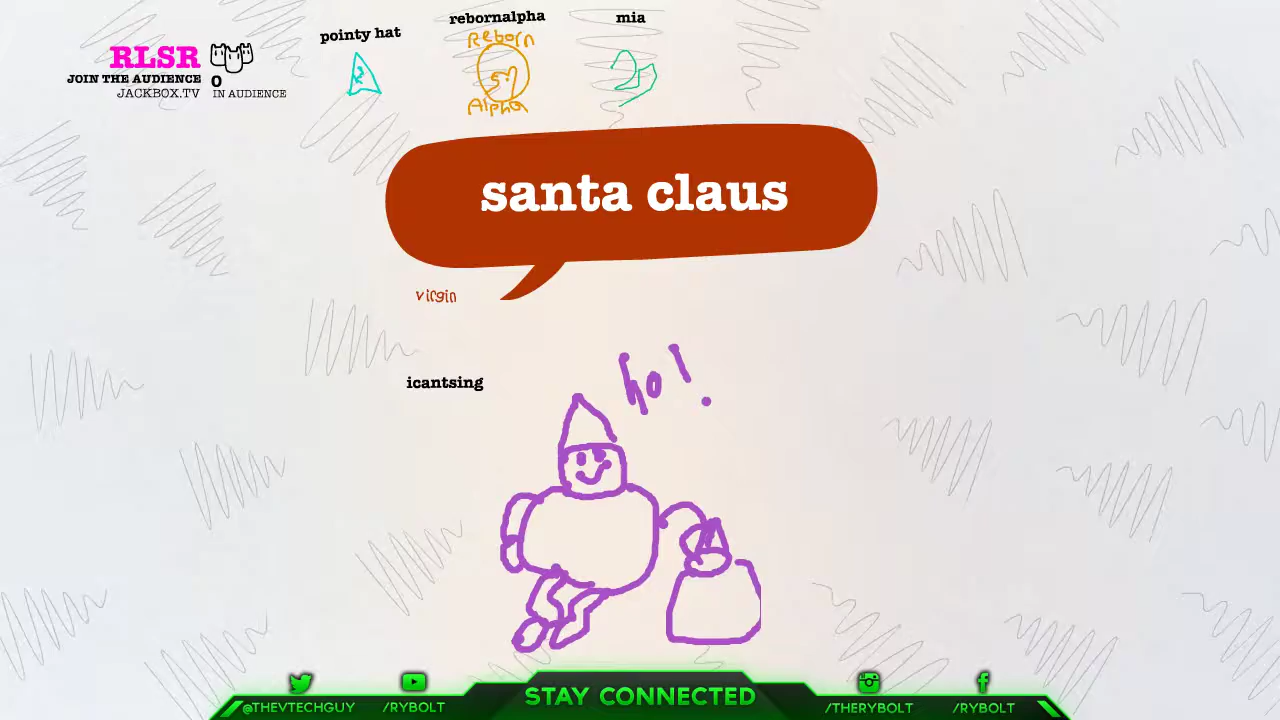 RLSR
JOIN THE AUDIENCE
JACKBOX.TV
0
IN AUDIENCE
pointy hat
rebornalpha
Reborn
Alpha
mia
santa claus
virgin
icantsing
ho!
STAY CONNECTED
@THEVTECHGUY
/RYBOLT
/THERYBOLT
/RYBOLT